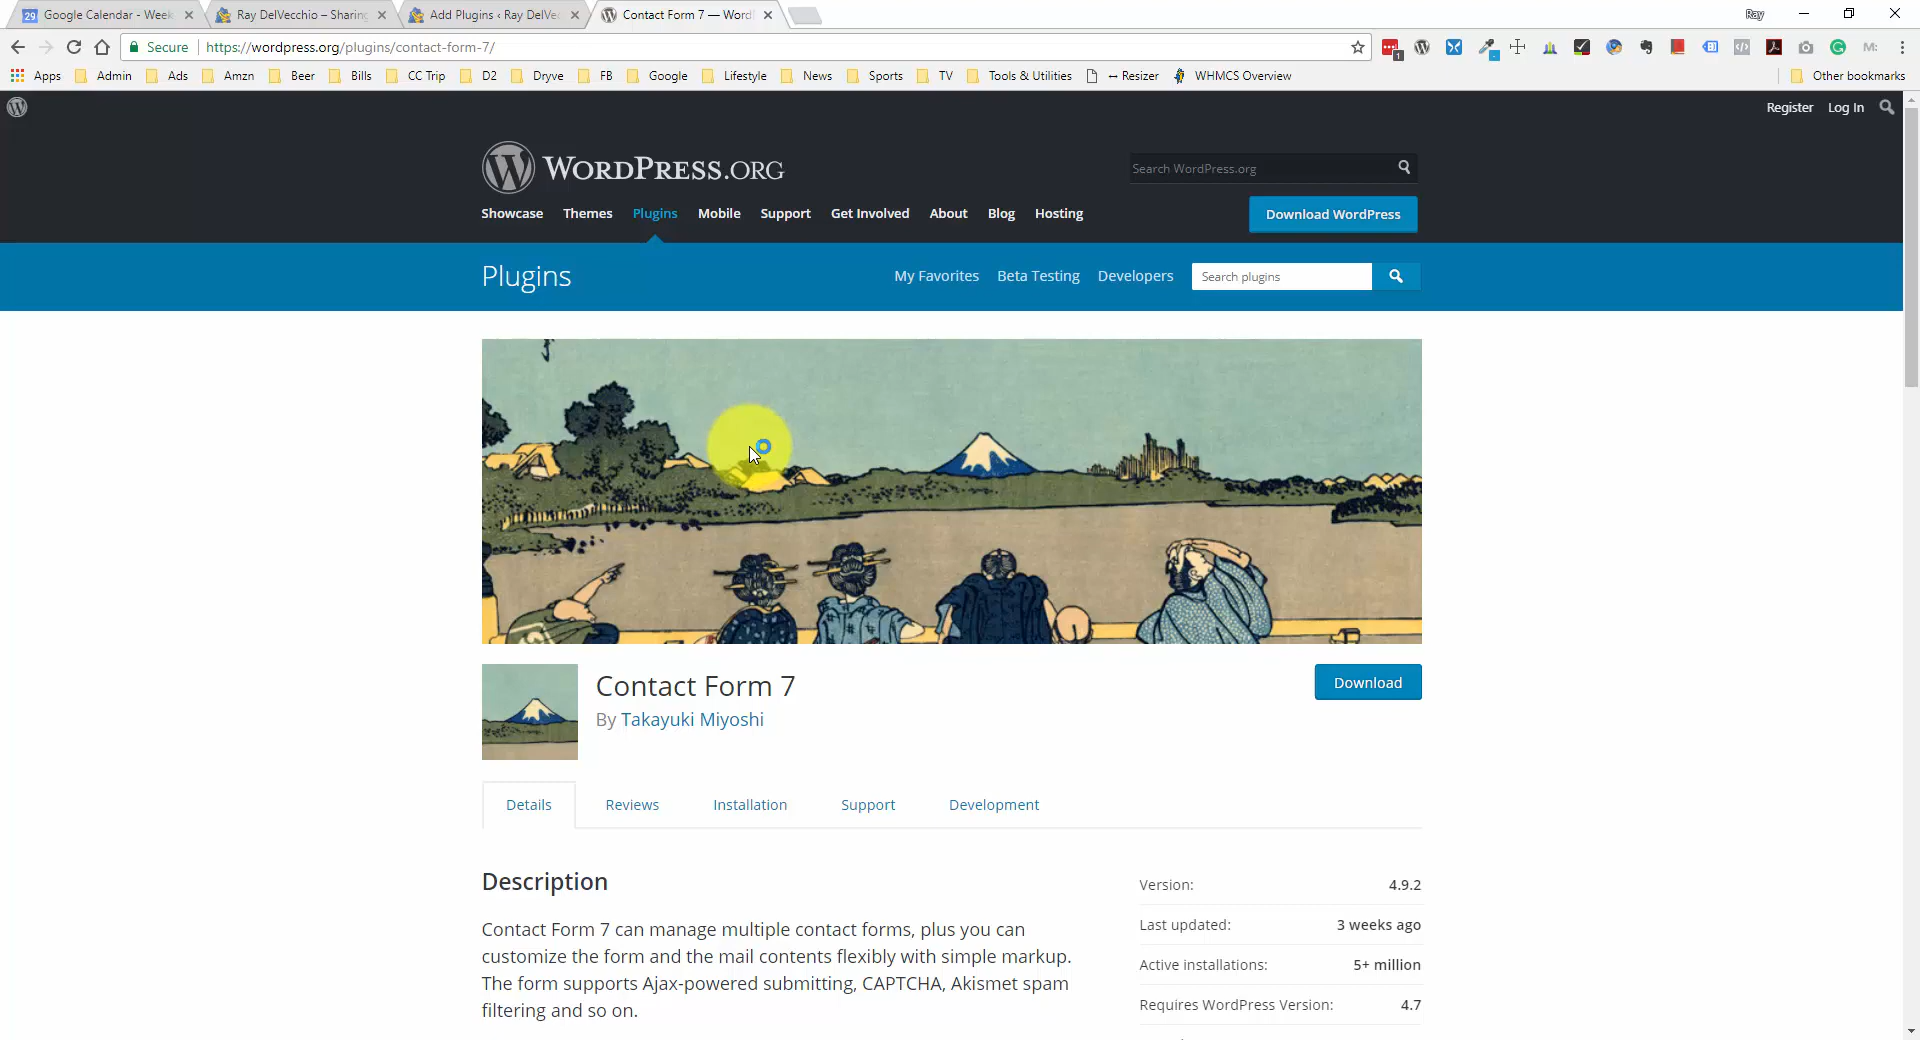 29 Google Calendar - Week
Ray DelVecchio – Sharing
Add Plugins ‹ Ray DelVe
Contact Form 7 — Word
Ray
Secure https://wordpress.org/plugins/contact-form-7/
1
M:
Apps Admin Ads Amzn Beer Bills CC Trip D2 Dryve FB Google Lifestyle News Sports TV Tools & Utilities ↔ Resizer WHMCS Overview Other bookmarks
Register Log In
WORDPRESS.ORG
Search WordPress.org
Showcase Themes Plugins Mobile Support Get Involved About Blog Hosting
Download WordPress
Plugins
My Favorites Beta Testing Developers
Search plugins
Contact Form 7
By Takayuki Miyoshi
Download
Details Reviews Installation Support Development
Description
Contact Form 7 can manage multiple contact forms, plus you can
customize the form and the mail contents flexibly with simple markup.
The form supports Ajax-powered submitting, CAPTCHA, Akismet spam
filtering and so on.
Version: 4.9.2
Last updated: 3 weeks ago
Active installations: 5+ million
Requires WordPress Version: 4.7